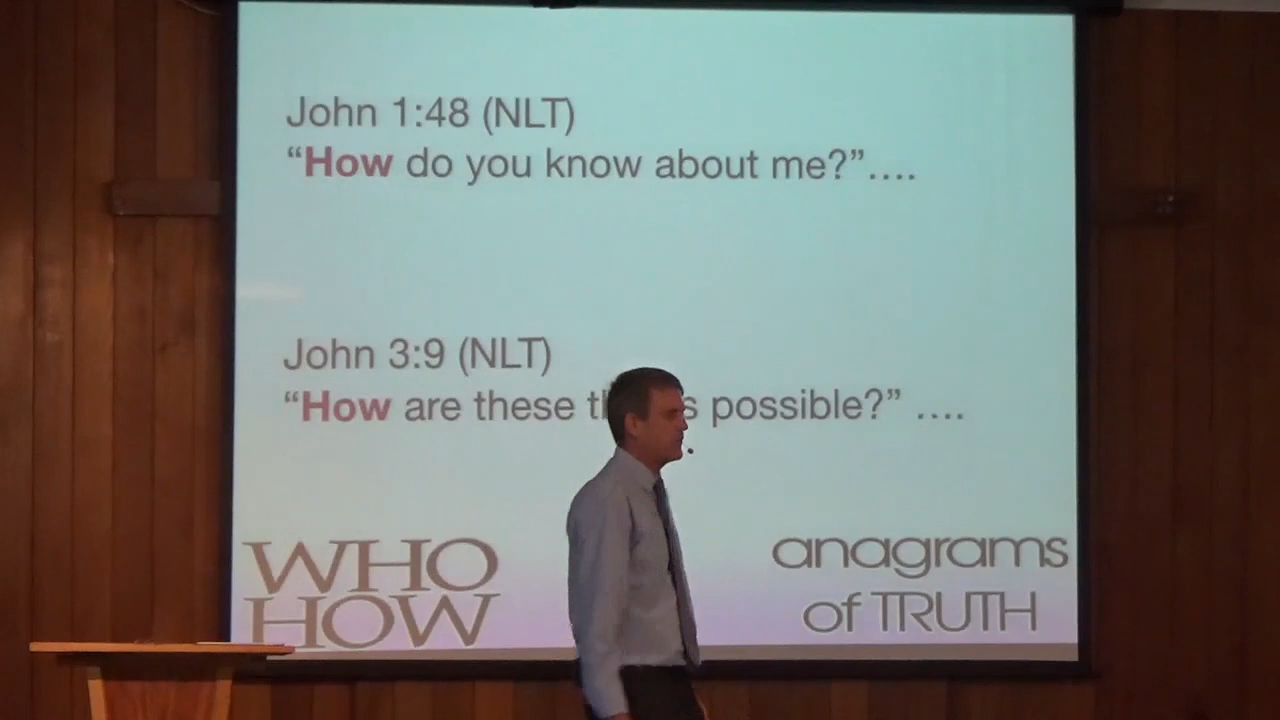 John 1:48 (NLT)
“How do you know about me?”….
John 3:9 (NLT)
“How are these possible?” ….
WHO
HOW
anagrams
of TRUTH